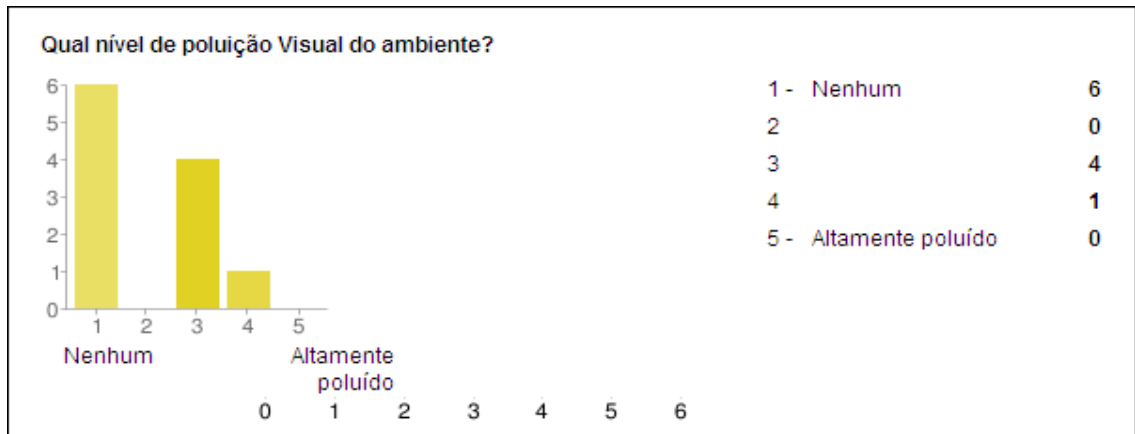 Qual nível de poluição Visual do ambiente?
6
5
4
3
2
1
0
1 2 3 4 5
Nenhum Altamente
poluído
0 1 2 3 4 5 6
1 - Nenhum 6
2 0
3 4
4 1
5 - Altamente poluído 0